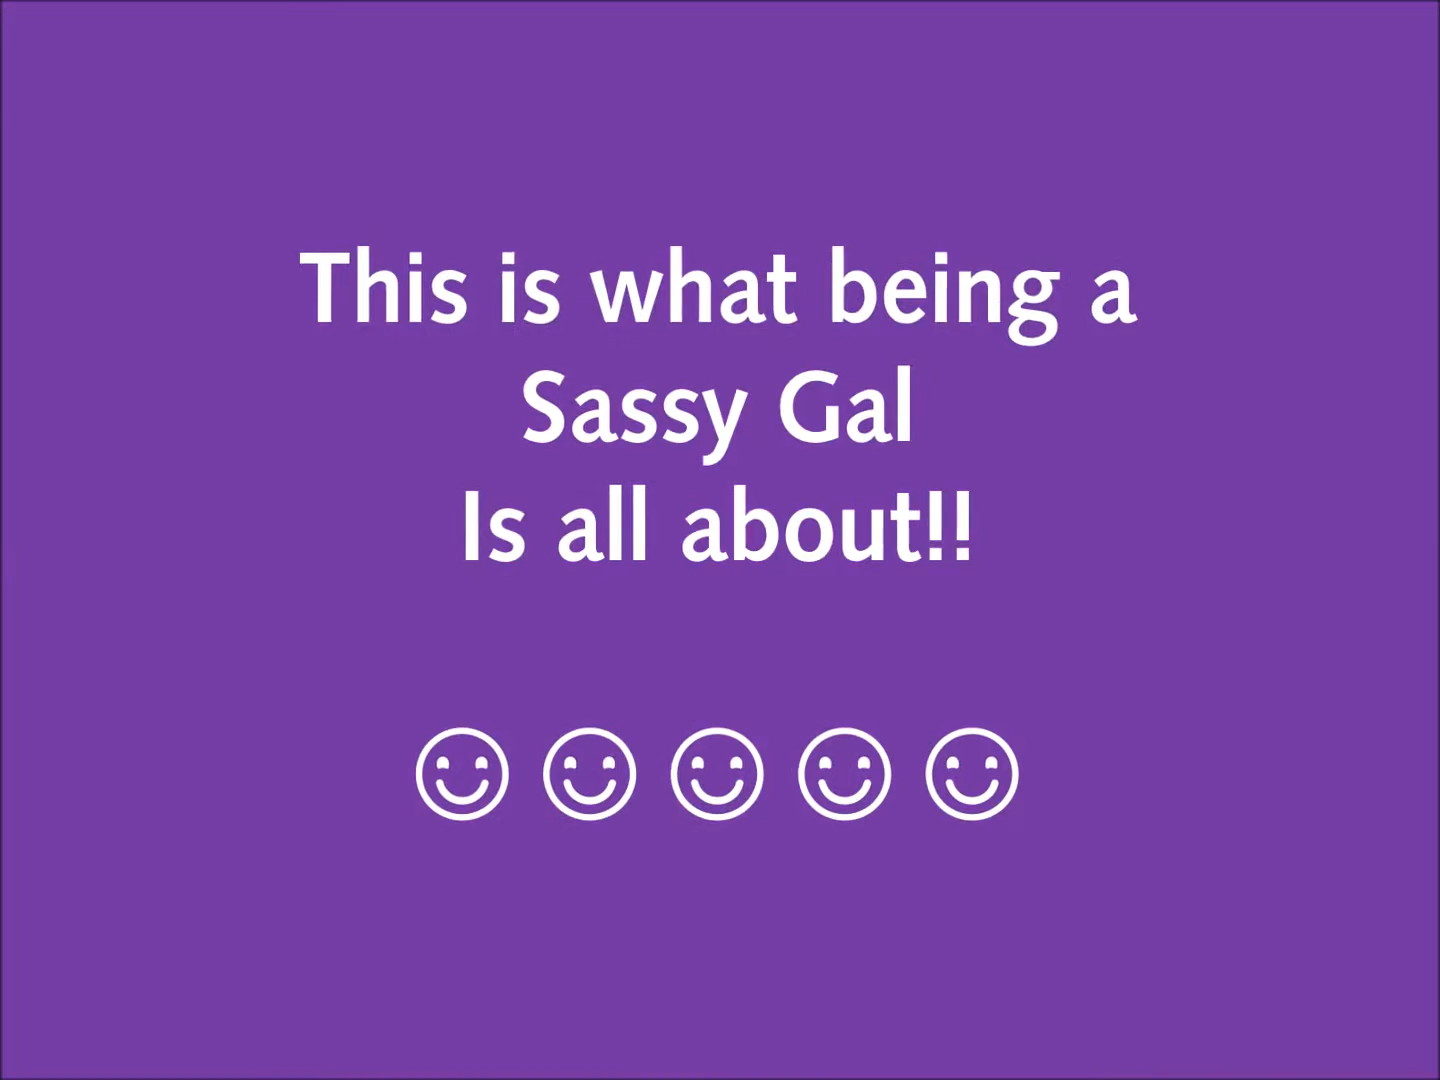 This is what being a
Sassy Gal
Is all about!!
☺ ☺ ☺ ☺ ☺